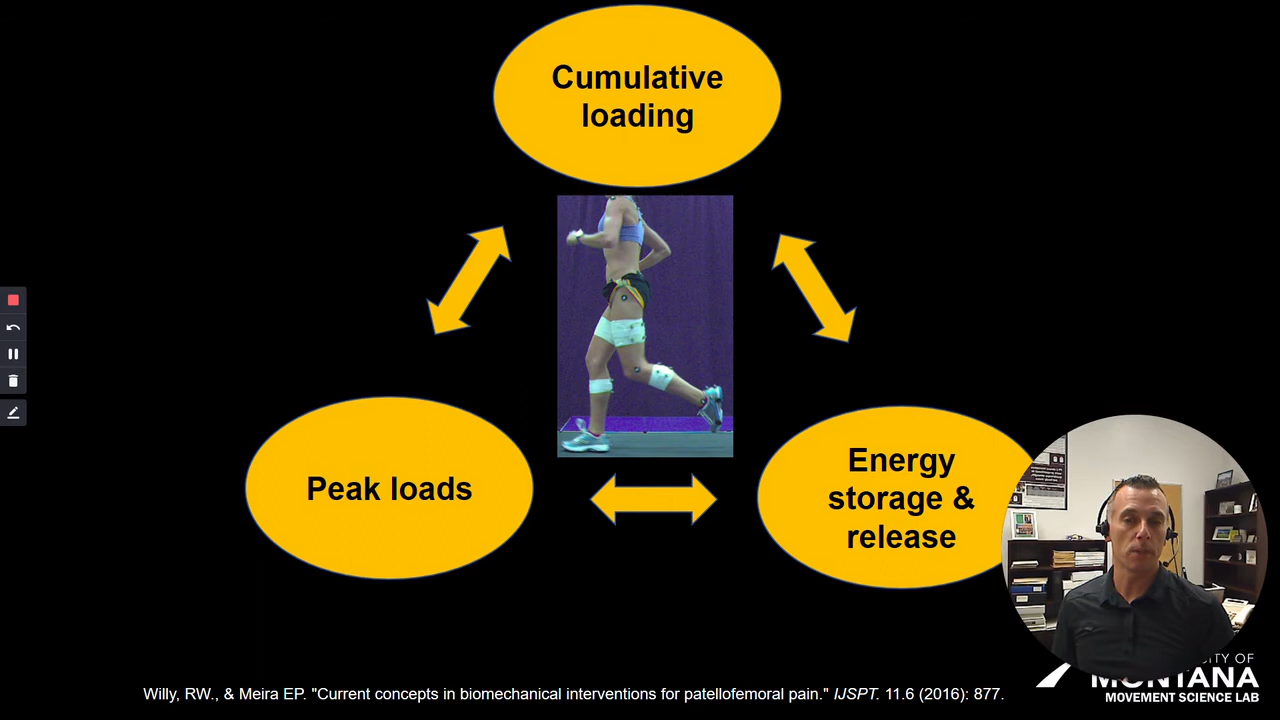 Cumulative
loading
Peak loads
Energy
storage &
release
Willy, RW., & Meira EP. "Current concepts in biomechanical interventions for patellofemoral pain." IJSPT. 11.6 (2016): 877.
OF
MONTANA
MOVEMENT SCIENCE LAB